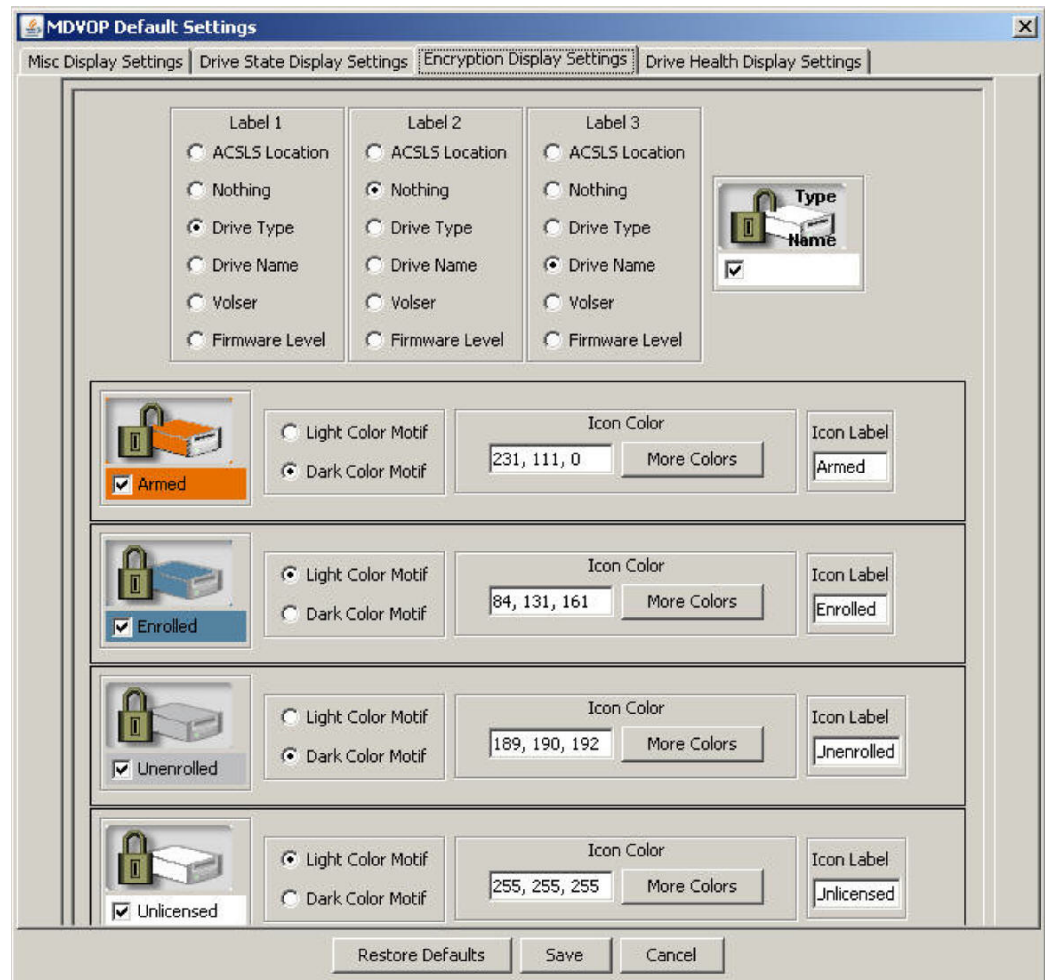 MDVOP Default Settings
Misc Display Settings Drive State Display Settings Encryption Display Settings Drive Health Display Settings
Label 1 Label 2 Label 3
ACSLS Location ACSLS Location ACSLS Location
Nothing Nothing Nothing
Type
Drive Type Drive Type Drive Type
Name
Drive Name Drive Name Drive Name
Volser Volser Volser
Firmware Level Firmware Level Firmware Level
Light Color Motif
Dark Color Motif
Icon Color
231, 111, 0 More Colors
Icon Label
Armed
Armed
Light Color Motif
Dark Color Motif
Icon Color
84, 131, 161 More Colors
Icon Label
Enrolled
Enrolled
Light Color Motif
Dark Color Motif
Icon Color
189, 190, 192 More Colors
Icon Label
Unenrolled
Unenrolled
Light Color Motif
Dark Color Motif
Icon Color
255, 255, 255 More Colors
Icon Label
Unlicensed
Unlicensed
Restore Defaults Save Cancel